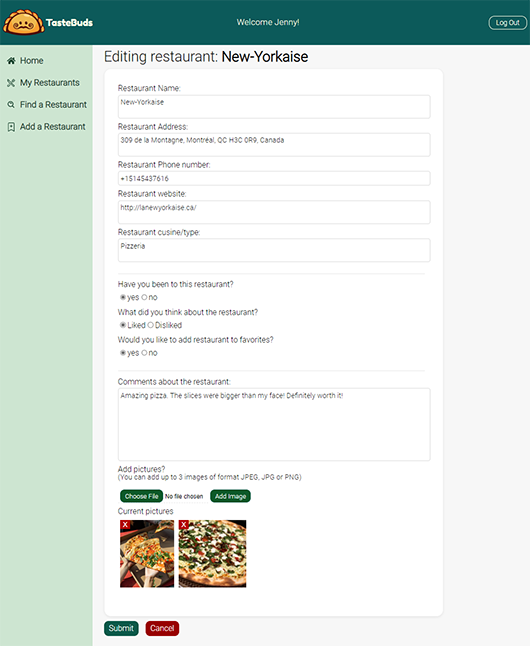 TasteBuds
Welcome Jenny!
Log Out
Home
My Restaurants
Find a Restaurant
Add a Restaurant
Editing restaurant: New-Yorkaise
Restaurant Name:
New-Yorkaise
Restaurant Address:
309 de la Montagne, Montréal, QC H3C 0R9, Canada
Restaurant Phone number:
+15145437616
Restaurant website:
http://lanewyorkaise.ca/
Restaurant cusine/type:
Pizzeria
Have you been to this restaurant?
yes no
What did you think about the restaurant?
Liked Disliked
Would you like to add restaurant to favorites?
yes no
Comments about the restaurant:
Amazing pizza. The slices were bigger than my face! Definitely worth it!
Add pictures?
(You can add up to 3 images of format JPEG, JPG or PNG)
Choose File No file chosen Add Image
Current pictures
X X
Submit Cancel